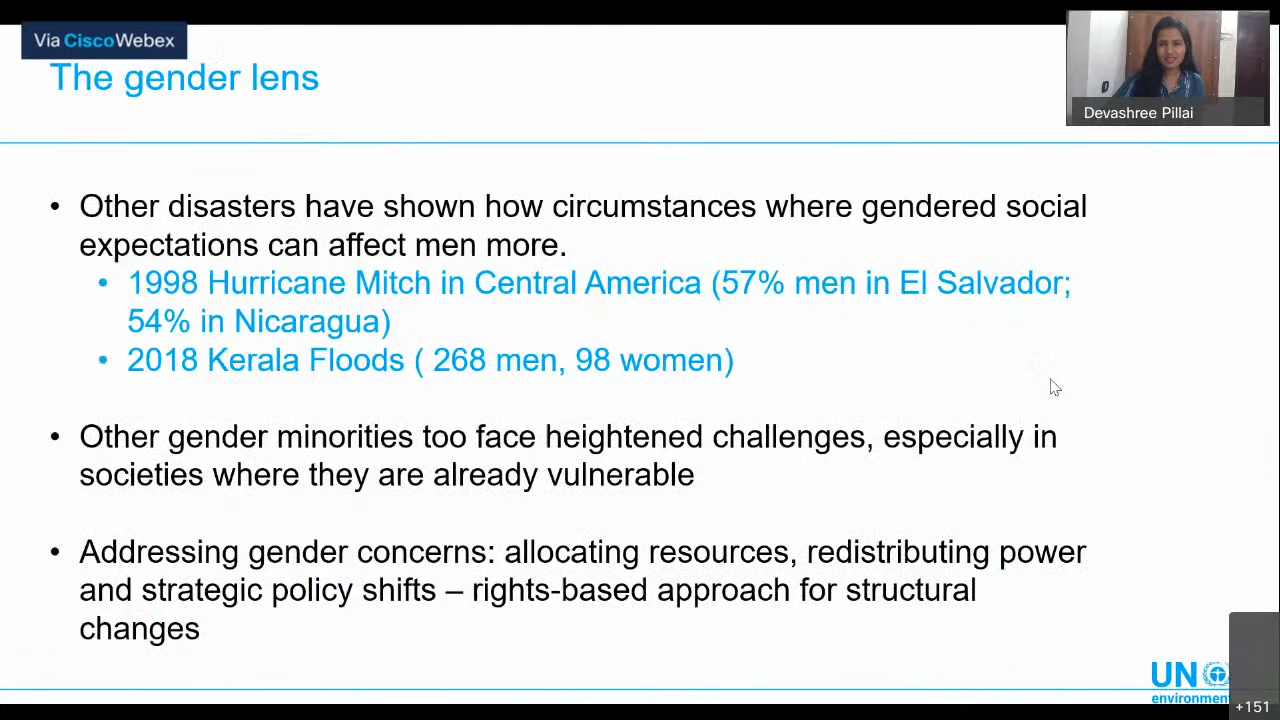 Via CiscoWebex
The gender lens
Devashree Pillai
• Other disasters have shown how circumstances where gendered social
expectations can affect men more.
• 1998 Hurricane Mitch in Central America (57% men in El Salvador;
54% in Nicaragua)
• 2018 Kerala Floods ( 268 men, 98 women)
• Other gender minorities too face heightened challenges, especially in
societies where they are already vulnerable
• Addressing gender concerns: allocating resources, redistributing power
and strategic policy shifts – rights-based approach for structural
changes
UN
environment
+151